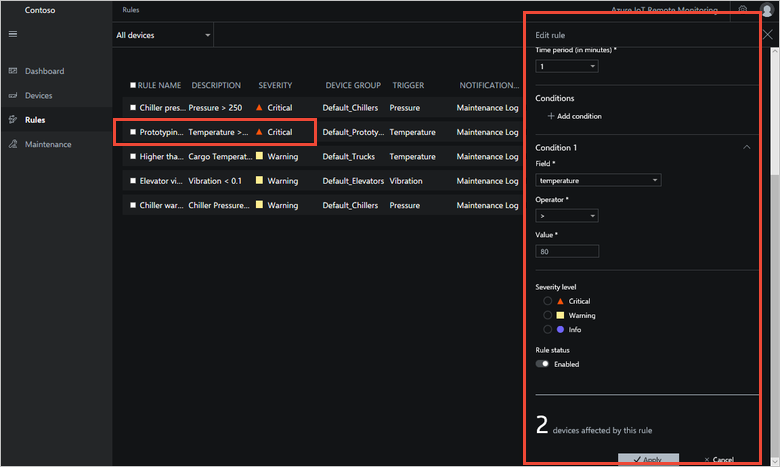 Contoso
Rules
Azure IoT Remote Monitoring
All devices
Dashboard
Devices
Rules
Maintenance
RULE NAME DESCRIPTION SEVERITY DEVICE GROUP TRIGGER NOTIFICATION...
Chiller pres... Pressure > 250 Critical Default_Chillers Pressure Maintenance Log
Prototypin... Temperature >... Critical Default_Prototy... Temperature Maintenance Log
Higher tha... Cargo Temperat... Warning Default_Trucks Temperature Maintenance Log
Elevator vi... Vibration < 0.1 Warning Default_Elevators Vibration Maintenance Log
Chiller war... Chiller Pressure... Warning Default_Chillers Pressure Maintenance Log
Edit rule
Time period (in minutes) *
1
Conditions
+ Add condition
Condition 1
Field *
temperature
Operator *
>
Value *
80
Severity level
Critical
Warning
Info
Rule status
Enabled
2 devices affected by this rule
Apply
Cancel